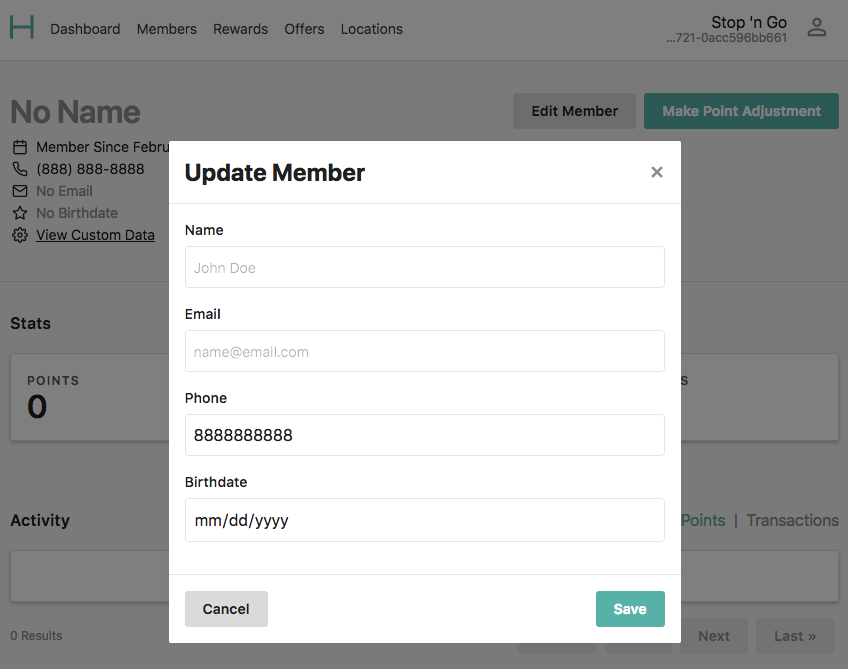 Dashboard Members Rewards Offers Locations
Stop 'n Go
...721-0acc596bb661
No Name
Edit Member
Make Point Adjustment
Member Since Febru
(888) 888-8888
No Email
No Birthdate
View Custom Data
Update Member
×
Name
John Doe
Email
name@email.com
Phone
8888888888
Birthdate
mm/dd/yyyy
Cancel
Save
Stats
POINTS
0
S
Activity
Points | Transactions
0 Results
Next
Last »